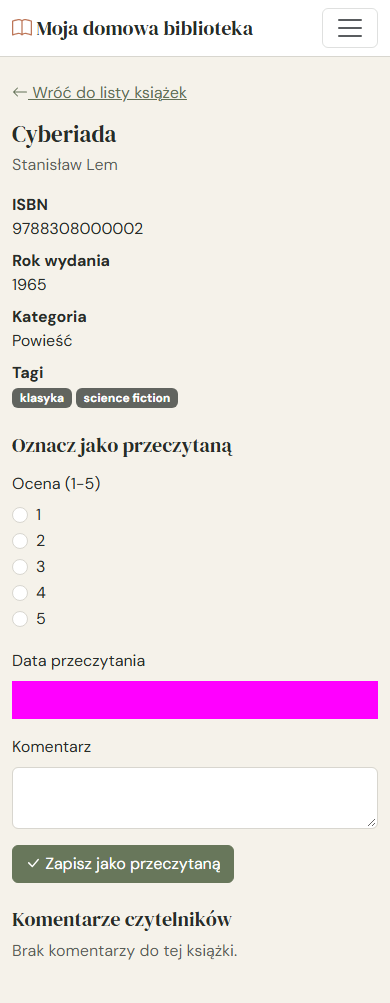 Moja domowa biblioteka
Wróć do listy książek
Cyberiada
Stanisław Lem
ISBN
9788308000002
Rok wydania
1965
Kategoria
Powieść
Tagi
klasyka science fiction
Oznacz jako przeczytaną
Ocena (1-5)
1
2
3
4
5
Data przeczytania
Komentarz
Zapisz jako przeczytaną
Komentarze czytelników
Brak komentarzy do tej książki.